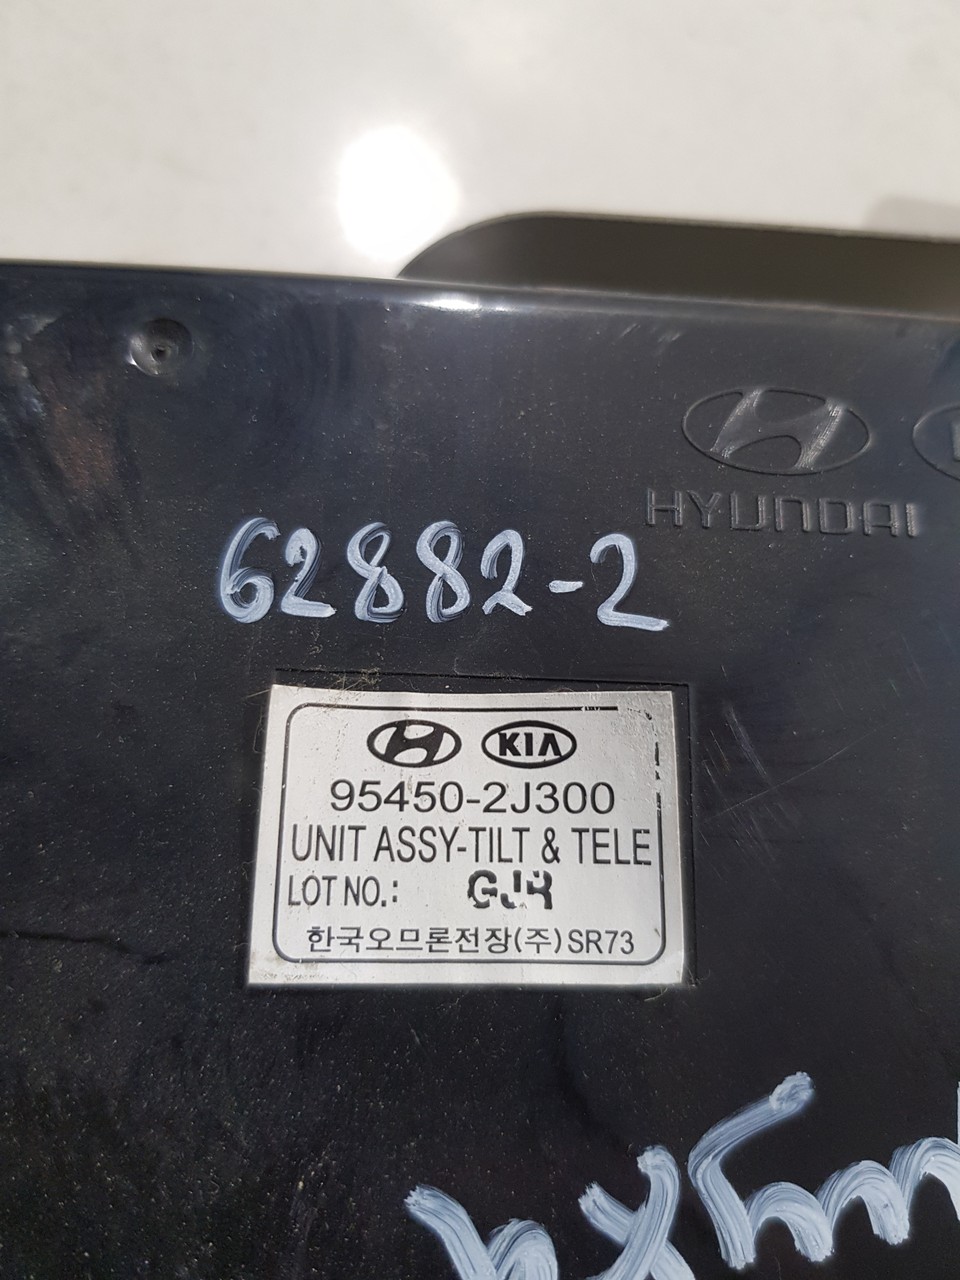 HYUNDAI
62882-2
KIA
95450-2J300
UNIT ASSY-TILT & TELE
LOT NO.: GJR
한국오므론전장(주) SR73